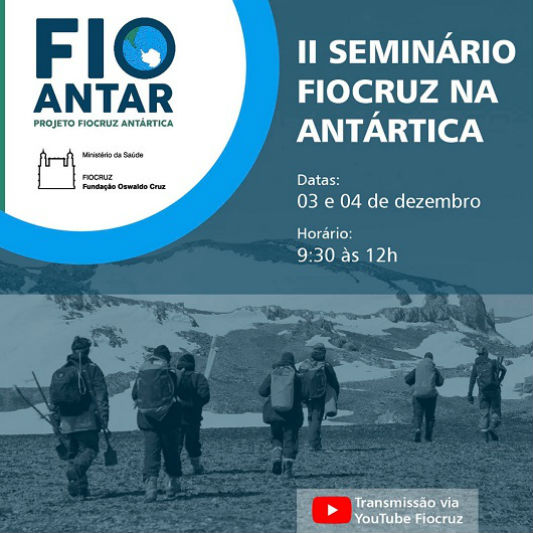 FIO
ANTAR
PROJETO FIOCRUZ ANTÁRTICA
Ministério da Saúde
FIOCRUZ
Fundação Oswaldo Cruz
II SEMINÁRIO
FIOCRUZ NA
ANTÁRTICA
Datas:
03 e 04 de dezembro
Horário:
9:30 às 12h
Transmissão via
YouTube Fiocruz